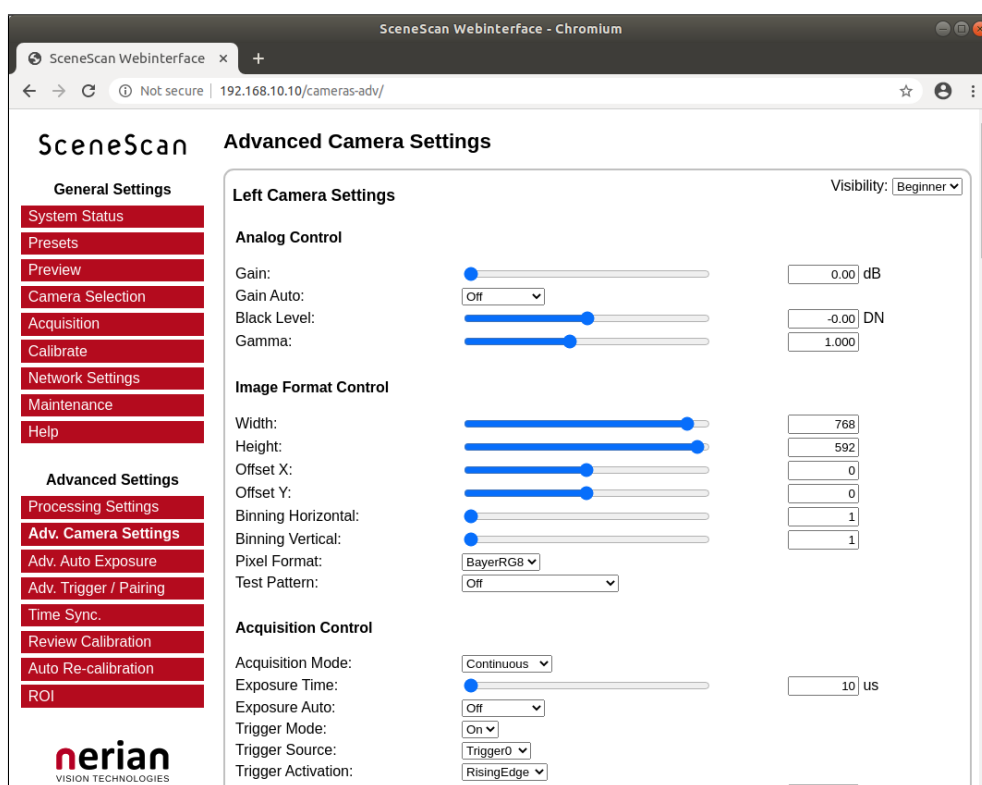 SceneScan Webinterface - Chromium
SceneScan Webinterface × +
Not secure | 192.168.10.10/cameras-adv/
SceneScan
General Settings
System Status
Presets
Preview
Camera Selection
Acquisition
Calibrate
Network Settings
Maintenance
Help
Advanced Settings
Processing Settings
Adv. Camera Settings
Adv. Auto Exposure
Adv. Trigger / Pairing
Time Sync.
Review Calibration
Auto Re-calibration
ROI
nerian
VISION TECHNOLOGIES
Advanced Camera Settings
Visibility: Beginner
Left Camera Settings
Analog Control
Gain: 0.00 dB
Gain Auto: Off
Black Level: -0.00 DN
Gamma: 1.000
Image Format Control
Width: 768
Height: 592
Offset X: 0
Offset Y: 0
Binning Horizontal: 1
Binning Vertical: 1
Pixel Format: BayerRG8
Test Pattern: Off
Acquisition Control
Acquisition Mode: Continuous
Exposure Time: 10 us
Exposure Auto: Off
Trigger Mode: On
Trigger Source: Trigger0
Trigger Activation: RisingEdge